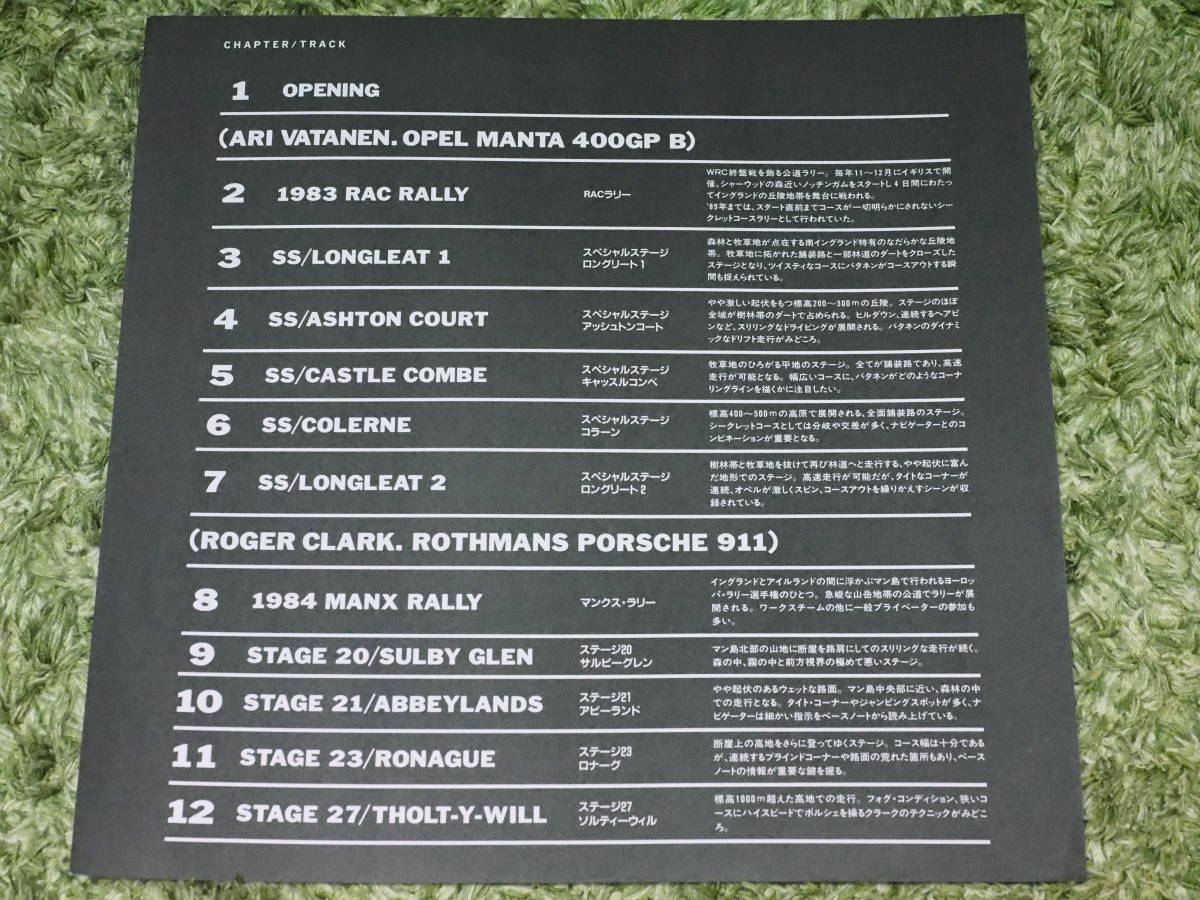 CHAPTER/TRACK
1 OPENING
(ARI VATANEN. OPEL MANTA 400GP B)
2 1983 RAC RALLY
RACラリー
WRC終盤戦を飾る公道ラリー。毎年11〜12月にイギリスで開
催、シャーウッドの森近いノッチンガムをスタートし4日間にわたっ
てイングランドの丘陵地帯を舞台に戦われる。
'89年までは、スタート直前までコースが一切明らかにされないシー
クレットコースラリーとして行われていた。
3 SS/LONGLEAT 1
スペシャルステージ
ロングリート1
森林と牧草地が点在する南イングランド特有のなだらかな丘陵地
帯。牧草地に拓かれた舗装路と一部林道のダートをクローズした
ステージとなり、ツイスティなコースにバタネンがコースアウトする瞬
間も捉えられている。
4 SS/ASHTON COURT
スペシャルステージ
アッシュトンコート
やや激しい起伏をもつ標高200〜300mの丘陵。ステージのほぼ
全域が樹林帯のダートで占められる。ヒルダウン、連続するヘアピ
ンなど、スリリングなドライビングが展開される。バタネンのダイナミ
ックなドリフト走行がみどころ。
5 SS/CASTLE COMBE
スペシャルステージ
キャッスルコンベ
牧草地のひろがる平地のステージ。全てが舗装路であり、高速
走行が可能となる。幅広いコースに、バタネンがどのようなコーナ
リングラインを描くかに注目したい。
6 SS/COLERNE
スペシャルステージ
コラーン
標高400〜500mの高原で展開される、全面舗装路のステージ。
シークレットコースとしては分岐や交差が多く、ナビゲーターとのコ
ンビネーションが重要となる。
7 SS/LONGLEAT 2
スペシャルステージ
ロングリート2
樹林帯と牧草地を抜けて再び林道へと走行する、やや起伏に富ん
だ地形でのステージ。高速走行が可能だが、タイトなコーナーが
連続、オペルが激しくスピン、コースアウトを繰りかえすシーンが収
録されている。
(ROGER CLARK. ROTHMANS PORSCHE 911)
8 1984 MANX RALLY
マンクス・ラリー
イングランドとアイルランドの間に浮かぶマン島で行われるヨーロッ
パ・ラリー選手権のひとつ。急峻な山岳地帯の公道でラリーが展
開される。ワークスチームの他に一般プライベーターの参加も
多い。
9 STAGE 20/SULBY GLEN
ステージ20
サルビーグレン
マン島北部の山地に断崖を路肩にしてのスリリングな走行が続く。
森の中、霧の中と前方視界の極めて悪いステージ。
10 STAGE 21/ABBEYLANDS
ステージ21
アビーランド
やや起伏のあるウェットな路面。マン島中央部に近い、森林の中
での走行となる。タイト・コーナーやジャンピングスポットが多く、ナ
ビゲーターは細かい指示をペースノートから読み上げている。
11 STAGE 23/RONAGUE
ステージ23
ロナーグ
断崖上の高地をさらに登ってゆくステージ。コース幅は十分である
が、連続するブラインドコーナーや路面の荒れた箇所もあり、ペース
ノートの情報が重要な鍵を握る。
12 STAGE 27/THOLT-Y-WILL
ステージ27
ソルティーウィル
標高1000m超えた高地での走行。フォグ・コンディション、狭いコ
ースにハイスピードでポルシェを操るクラークのテクニックがみどこ
ろ。